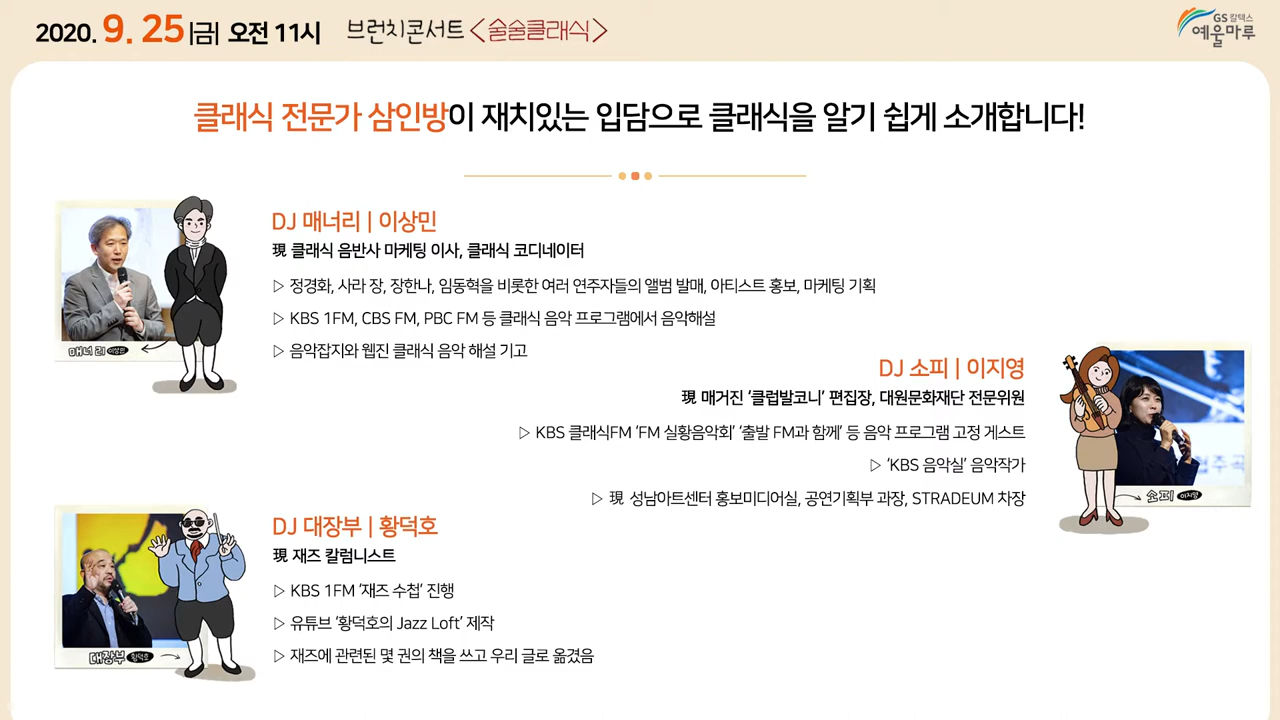 2020. 9. 25 |금| 오전 11시 브런치콘서트 <술술클래식>
GS칼텍스
예울마루
클래식 전문가 삼인방이 재치있는 입담으로 클래식을 알기 쉽게 소개합니다!
DJ 매너리 | 이상민
現 클래식 음반사 마케팅 이사, 클래식 코디네이터
▷ 정경화, 사라 장, 장한나, 임동혁을 비롯한 여러 연주자들의 앨범 발매, 아티스트 홍보, 마케팅 기획
▷ KBS 1FM, CBS FM, PBC FM 등 클래식 음악 프로그램에서 음악해설
▷ 음악잡지와 웹진 클래식 음악 해설 기고
매너리 이상민
DJ 소피 | 이지영
現 매거진 '클럽발코니' 편집장, 대원문화재단 전문위원
▷ KBS 클래식FM 'FM 실황음악회' '출발 FM과 함께' 등 음악 프로그램 고정 게스트
▷ 'KBS 음악실' 음악작가
▷ 現 성남아트센터 홍보미디어실, 공연기획부 과장, STRADEUM 차장
소피 이지영
DJ 대장부 | 황덕호
現 재즈 칼럼니스트
▷ KBS 1FM '재즈 수첩' 진행
▷ 유튜브 '황덕호의 Jazz Loft' 제작
▷ 재즈에 관련된 몇 권의 책을 쓰고 우리 글로 옮겼음
대장부 황덕호